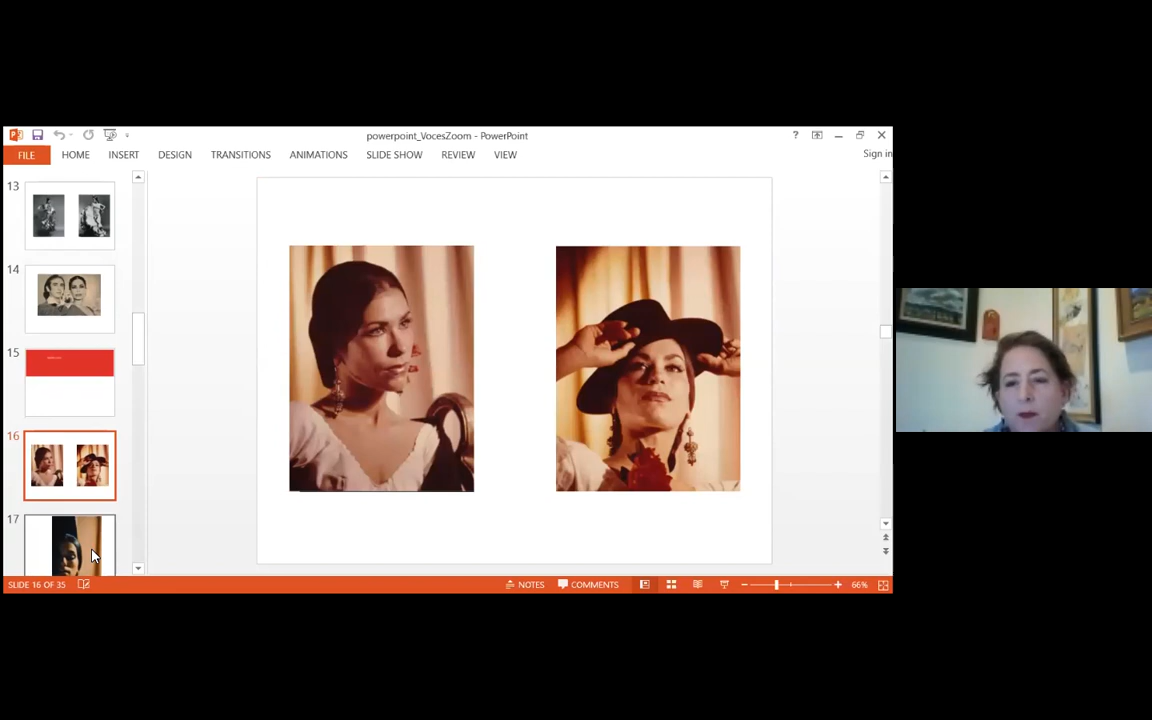 powerpoint_VocesZoom - PowerPoint
FILE HOME INSERT DESIGN TRANSITIONS ANIMATIONS SLIDE SHOW REVIEW VIEW
Sign in
13
14
15
16
17
SLIDE 16 OF 35 NOTES COMMENTS 66%